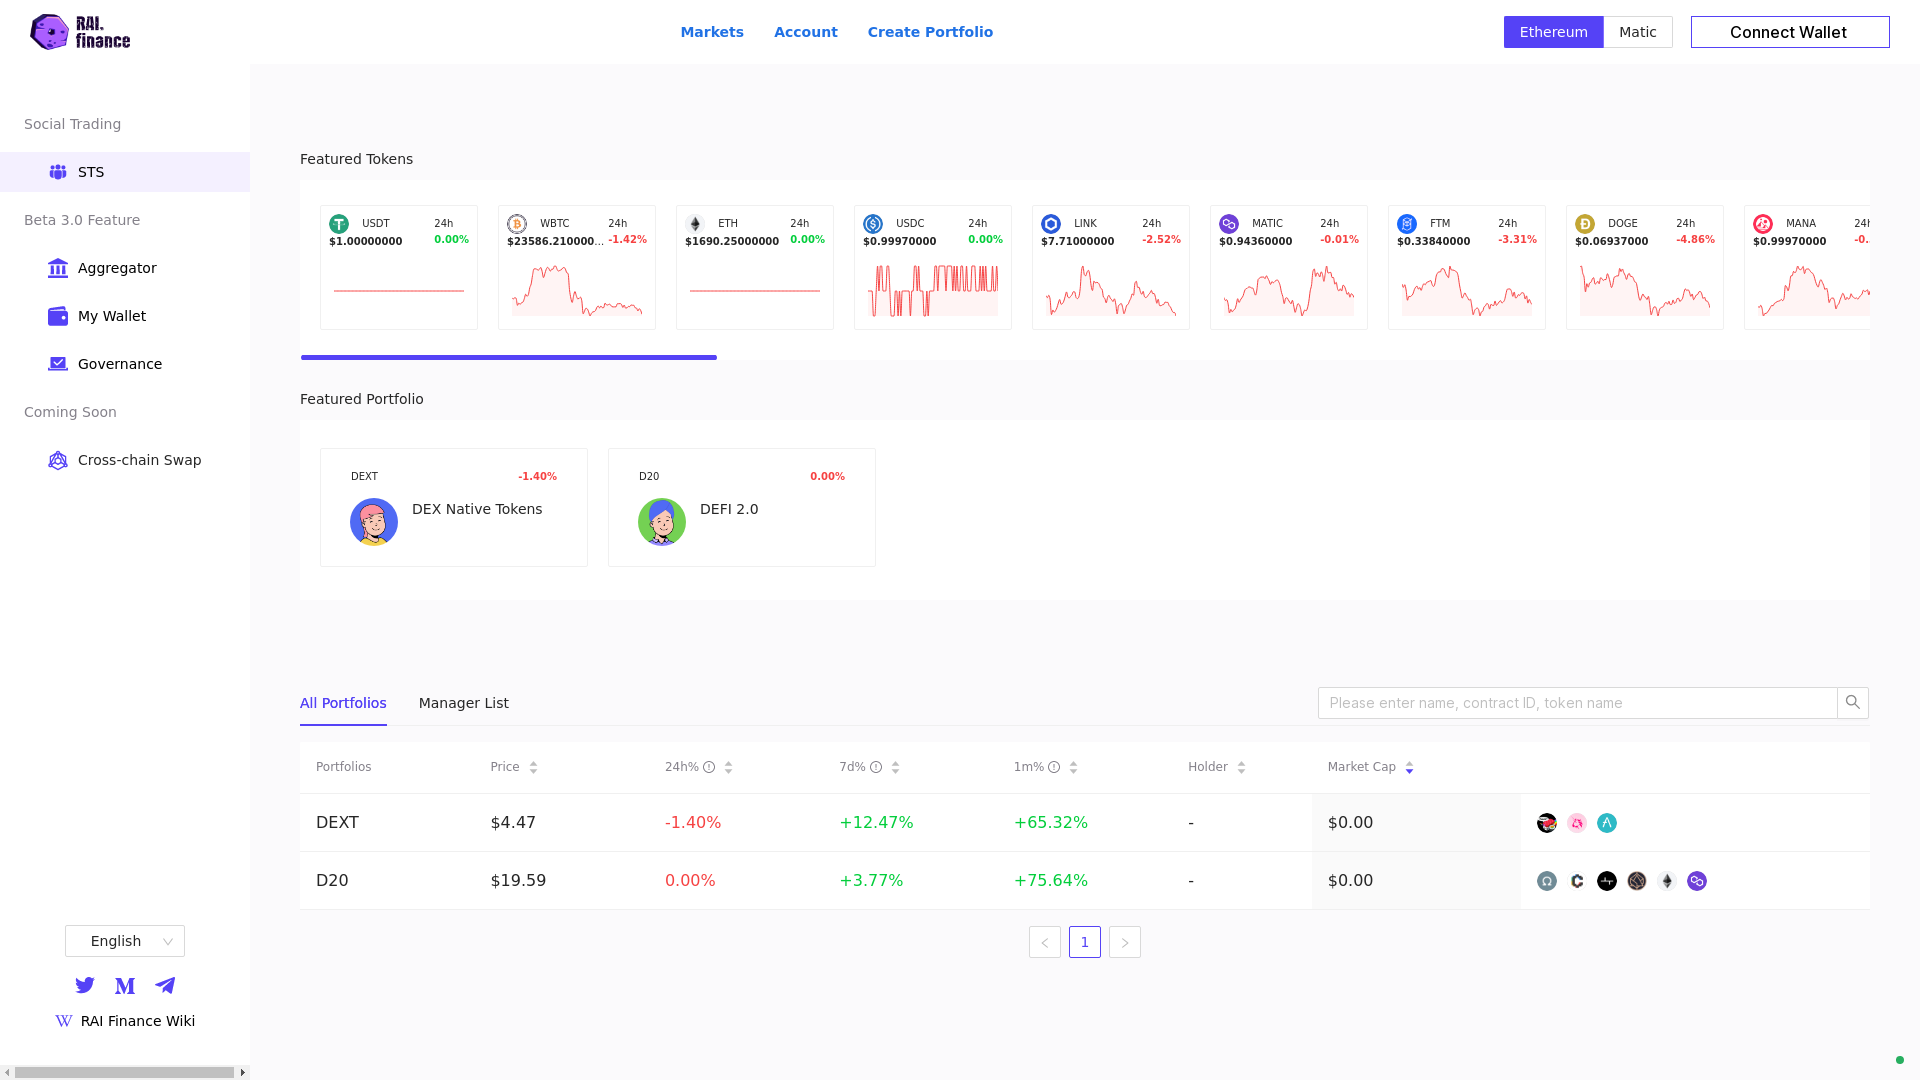 RAI.
finance
Markets Account Create Portfolio
Ethereum Matic Connect Wallet
Social Trading
STS
Beta 3.0 Feature
Aggregator
My Wallet
Governance
Coming Soon
Cross-chain Swap
English
RAI Finance Wiki
Featured Tokens
USDT 24h
$1.00000000 0.00%
WBTC 24h
$23586.210000... -1.42%
ETH 24h
$1690.25000000 0.00%
USDC 24h
$0.99970000 0.00%
LINK 24h
$7.71000000 -2.52%
MATIC 24h
$0.94360000 -0.01%
FTM 24h
$0.33840000 -3.31%
DOGE 24h
$0.06937000 -4.86%
MANA 24h
$0.99970000 -0.
Featured Portfolio
DEXT -1.40%
DEX Native Tokens
D20 0.00%
DEFI 2.0
All Portfolios Manager List
Please enter name, contract ID, token name
Portfolios Price 24h% 7d% 1m% Holder Market Cap
DEXT $4.47 -1.40% +12.47% +65.32% - $0.00
D20 $19.59 0.00% +3.77% +75.64% - $0.00
< 1 >